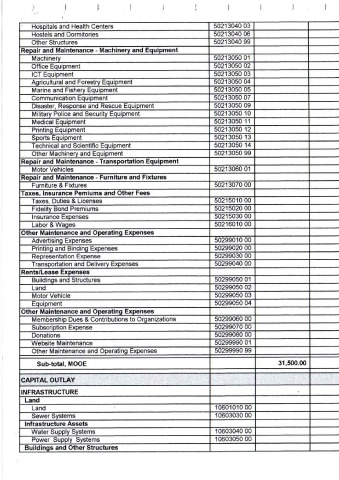 Hospitals and Health Centers 50213040 03
Hostels and Dormitories 50213040 06
Other Structures 50213040 99
Repair and Maintenance - Machinery and Equipment
Machinery 50213050 01
Office Equipment 50213050 02
ICT Equipment 50213050 03
Agricultural and Forestry Equipment 50213050 04
Marine and Fishery Equipment 50213050 05
Communication Equipment 50213050 07
Disaster, Response and Rescue Equipment 50213050 09
Military Police and Security Equipment 50213050 10
Medical Equipment 50213050 11
Printing Equipment 50213050 12
Sports Equipment 50213050 13
Technical and Scientific Equipment 50213050 14
Other Machinery and Equipment 50213050 99
Repair and Maintenance - Transportation Equipment
Motor Vehicles 50213060 01
Repair and Maintenance - Furniture and Fixtures
Furniture & Fixtures 50213070 00
Taxes, Insurance Pemiums and Other Fees
Taxes, Duties & Licenses 50215010 00
Fidelity Bond Premiums 50215020 00
Insurance Expenses 50215030 00
Labor & Wages 50216010 00
Other Maintenance and Operating Expenses
Advertising Expenses 50299010 00
Printing and Binding Expenses 50299020 00
Representation Expense 50299030 00
Transportation and Delivery Expenses 50299040 00
Rents/Lease Expenses
Buildings and Structures 50299050 01
Land 50299050 02
Motor Vehicle 50299050 03
Equipment 50299050 04
Other Maintenance and Operating Expenses
Membership Dues & Contributions to Organizations 50299060 00
Subscription Expense 50299070 00
Donations 50299080 00
Website Maintenance 50299990 01
Other Maintenance and Operating Expenses 50299990 99
Sub-total, MOOE 31,500.00
CAPITAL OUTLAY
INFRASTRUCTURE
Land
Land 10601010 00
Sewer Systems 10603030 00
Infrastructure Assets
Water Supply Systems 10603040 00
Power Supply Systems 10603050 00
Buildings and Other Structures